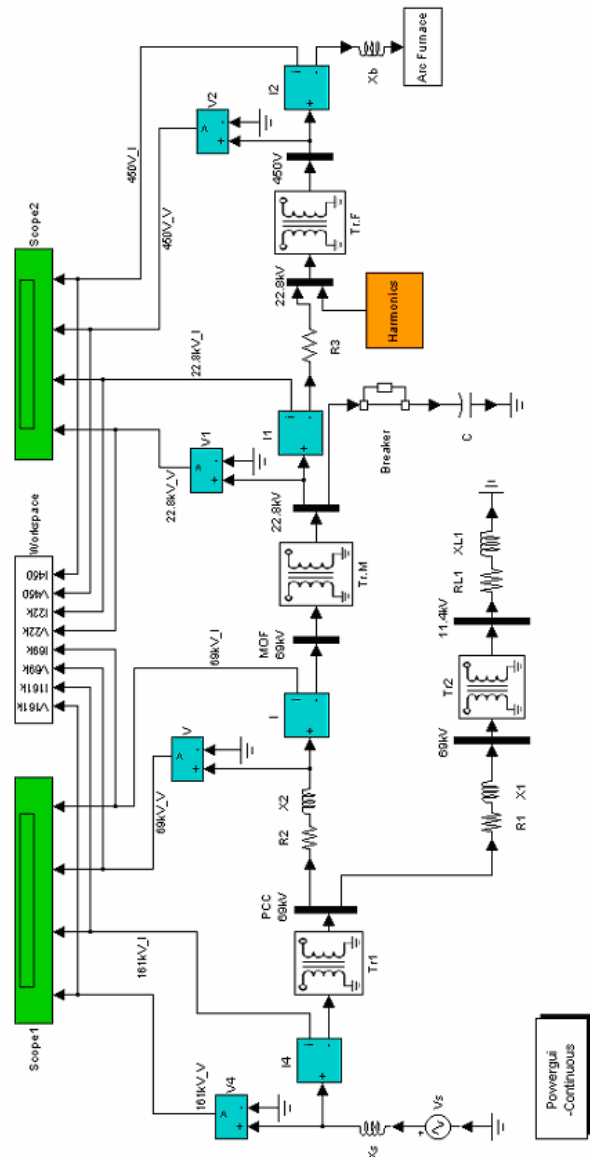 Scope1
Workspace
Scope2
V161k
I161k
V69k
I69k
V22k
I22k
V450
I450
161kV_V
161kV_I
69kV_V
69kV_I
22.8kV_V
22.8kV_I
450V_V
450V_I
V4
V
V1
V2
I4
I
I1
I2
Xs
Vs
Tr1
PCC
69kV
R2
X2
MOF
69kV
Tr.M
22.8kV
R3
22.8kV
Tr.F
450V
Xb
Arc Furnace
Harmonics
Breaker
C
R1
X1
69kV
Tr2
11.4kV
RL1
XL1
Powergui
-Continuous